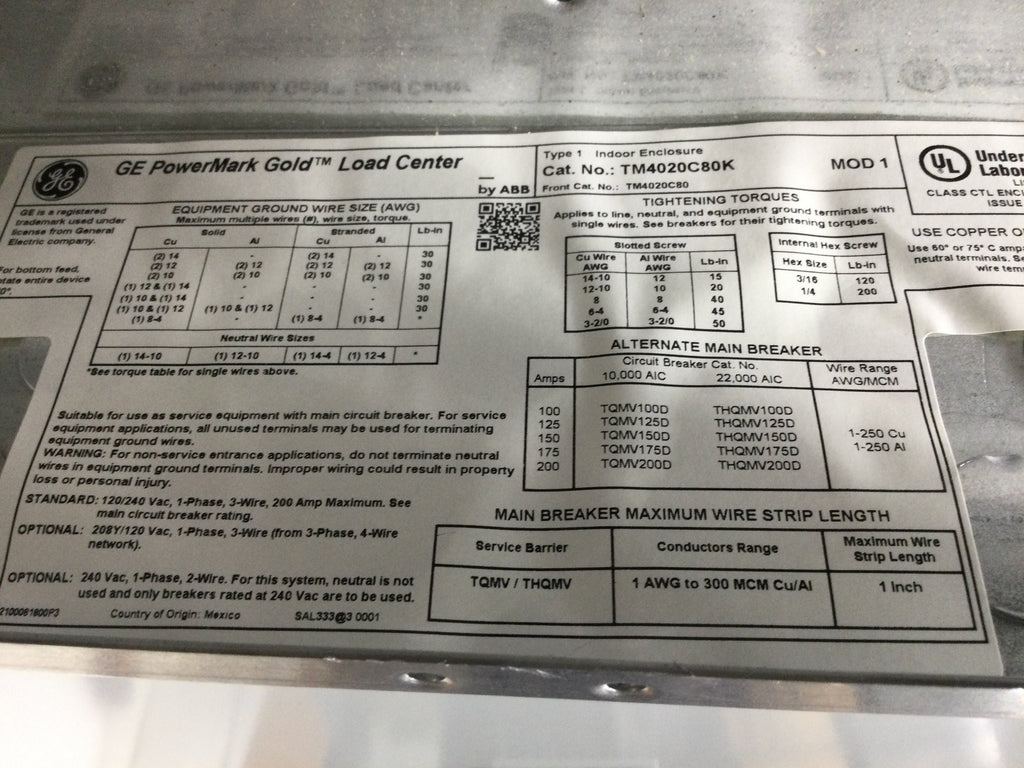 GE PowerMark Gold™ Load Center
by ABB
Type 1 Indoor Enclosure
Cat. No.: TM4020C80K MOD 1
Front Cat. No.: TM4020C80
UL
Under
Labor
CLASS CTL
ISSUE
GE is a registered
trademark used under
license from General
Electric company.
For bottom feed,
entire device
EQUIPMENT GROUND WIRE SIZE (AWG)
Maximum multiple wires (#), wire size, torque.
Solid Stranded Lb-in
Cu Al Cu Al
(2) 14 - (2) 14 - 30
(2) 12 (2) 12 (2) 12 (2) 12 30
(2) 10 (2) 10 (2) 10 (2) 10 30
(1) 12 & (1) 14 - - - 30
(1) 10 & (1) 14 - - - 30
(1) 10 & (1) 12 (1) 10 & (1) 12 - - 30
(1) 8-4 - (1) 8-4 (1) 8-4 *
Neutral Wire Sizes
(1) 14-10 (1) 12-10 (1) 14-4 (1) 12-4 *
*See torque table for single wires above.
TIGHTENING TORQUES
Applies to line, neutral, and equipment ground terminals with
single wires. See breakers for their tightening torques.
Slotted Screw
Cu Wire AWG Al Wire AWG Lb-in
14-10 12 15
12-10 10 20
8 8 40
6-4 6-4 45
3-2/0 3-2/0 50
Internal Hex Screw
Hex Size Lb-in
3/16 120
1/4 200
USE COPPER
Use 60° or 75° C
neutral terminals.
wire
ALTERNATE MAIN BREAKER
Amps Circuit Breaker Cat. No. Wire Range
10,000 AIC 22,000 AIC AWG/MCM
100 TQMV100D THQMV100D
125 TQMV125D THQMV125D
150 TQMV150D THQMV150D 1-250 Cu
175 TQMV175D THQMV175D 1-250 Al
200 TQMV200D THQMV200D
Suitable for use as service equipment with main circuit breaker. For service
equipment applications, all unused terminals may be used for terminating
equipment ground wires.
WARNING: For non-service entrance applications, do not terminate neutral
wires in equipment ground terminals. Improper wiring could result in property
loss or personal injury.
STANDARD: 120/240 Vac, 1-Phase, 3-Wire, 200 Amp Maximum. See
main circuit breaker rating.
OPTIONAL: 208Y/120 Vac, 1-Phase, 3-Wire (from 3-Phase, 4-Wire
network).
OPTIONAL: 240 Vac, 1-Phase, 2-Wire. For this system, neutral is not
used and only breakers rated at 240 Vac are to be used.
Country of Origin: Mexico SAL333@3 0001
MAIN BREAKER MAXIMUM WIRE STRIP LENGTH
Service Barrier Conductors Range Maximum Wire Strip Length
TQMV / THQMV 1 AWG to 300 MCM Cu/Al 1 Inch